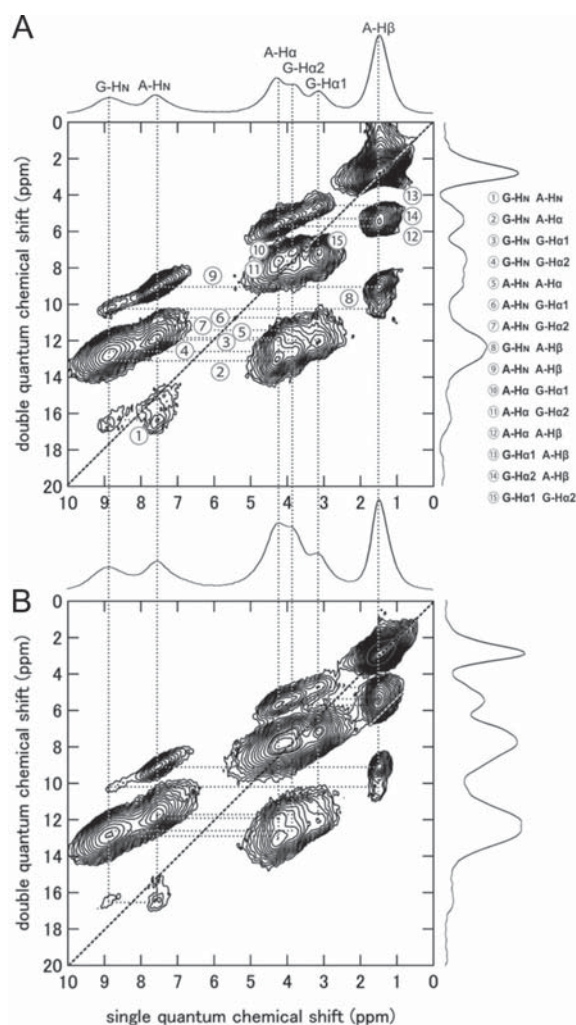 A
G-HN
A-HN
A-Hα
G-Hα2
G-Hα1
A-Hβ
0
2
4
6
8
10
12
14
16
18
20
double quantum chemical shift (ppm)
10 9 8 7 6 5 4 3 2 1 0
⑬
⑭
⑫
⑩
⑮
⑪
⑨
⑧
⑦ ⑥
⑤
④ ③
②
①
① G-HN A-HN
② G-HN A-Hα
③ G-HN G-Hα1
④ G-HN G-Hα2
⑤ A-HN A-Hα
⑥ A-HN G-Hα1
⑦ A-HN G-Hα2
⑧ G-HN A-Hβ
⑨ A-HN A-Hβ
⑩ A-Hα G-Hα1
⑪ A-Hα G-Hα2
⑫ A-Hα A-Hβ
⑬ G-Hα1 A-Hβ
⑭ G-Hα2 A-Hβ
⑮ G-Hα1 G-Hα2
B
0
2
4
6
8
10
12
14
16
18
20
double quantum chemical shift (ppm)
10 9 8 7 6 5 4 3 2 1 0
single quantum chemical shift (ppm)